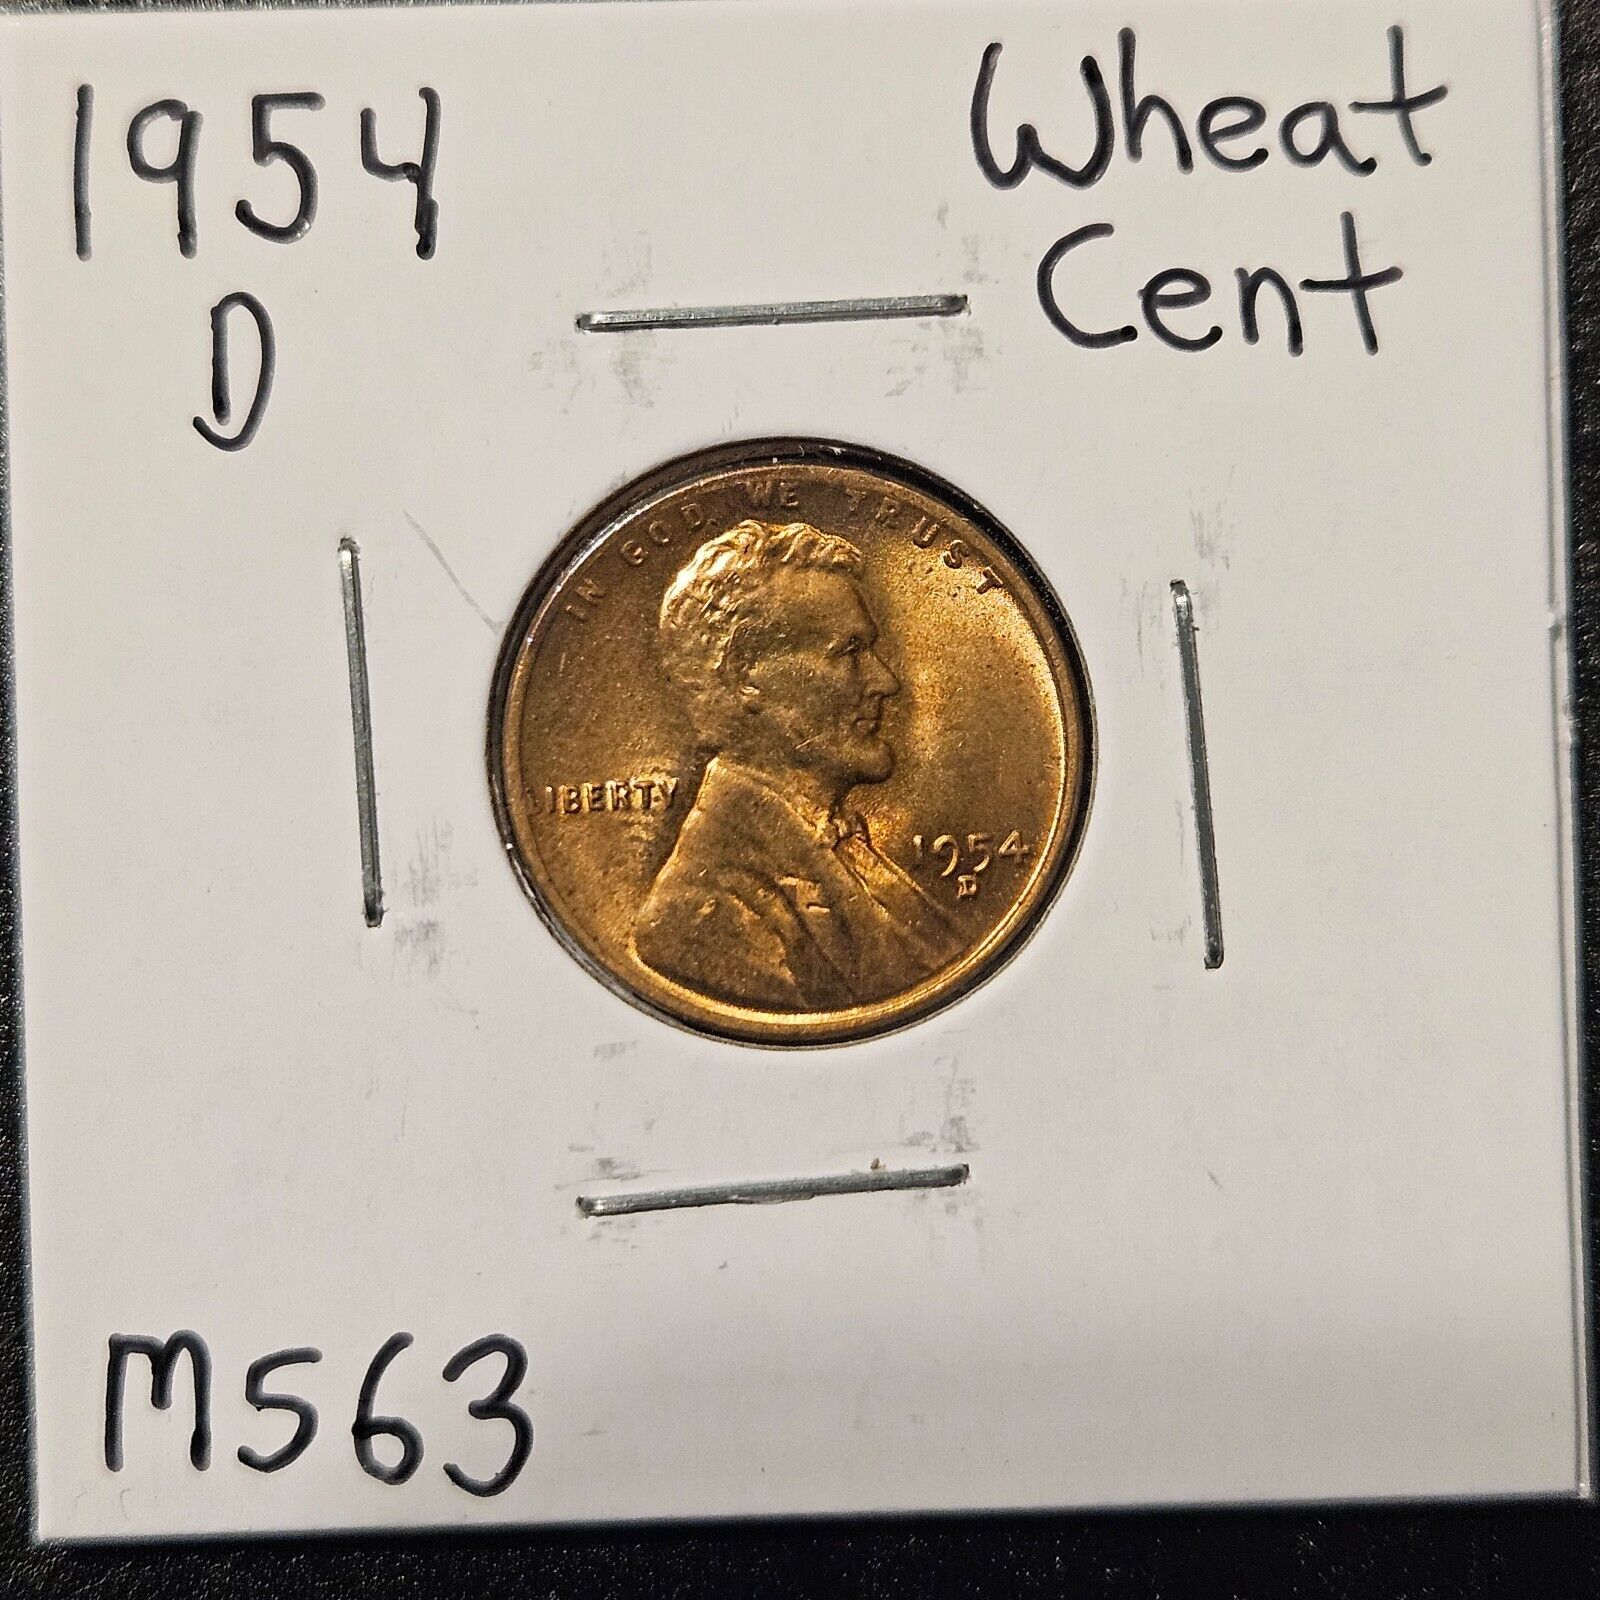 1954
D
Wheat
Cent
IN GOD WE TRUST
LIBERTY
1954
D
MS63